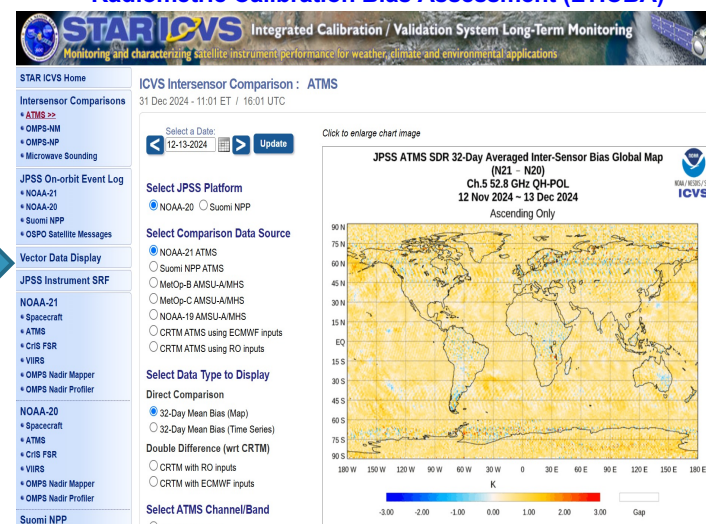 Radiometric Calibration Bias Assessment
STAR ICVS Integrated Calibration / Validation System Long-Term Monitoring
Monitoring and characterizing satellite instrument performance for weather, climate and environmental applications
STAR ICVS Home
Intersensor Comparisons
ATMS >>
OMPS-NM
OMPS-NP
Microwave Sounding
JPSS On-orbit Event Log
NOAA-21
NOAA-20
Suomi NPP
OSPO Satellite Messages
Vector Data Display
JPSS Instrument SRF
NOAA-21
Spacecraft
ATMS
CrIS FSR
VIIRS
OMPS Nadir Mapper
OMPS Nadir Profiler
NOAA-20
Spacecraft
ATMS
CrIS FSR
VIIRS
OMPS Nadir Mapper
OMPS Nadir Profiler
Suomi NPP
ICVS Intersensor Comparison : ATMS
31 Dec 2024 - 11:01 ET / 16:01 UTC
Select a Date:
< 12-13-2024 > Update
Select JPSS Platform
NOAA-20 Suomi NPP
Select Comparison Data Source
NOAA-21 ATMS
Suomi NPP ATMS
MetOp-B AMSU-A/MHS
MetOp-C AMSU-A/MHS
NOAA-19 AMSU-A/MHS
CRTM ATMS using ECMWF inputs
CRTM ATMS using RO inputs
Select Data Type to Display
Direct Comparison
32-Day Mean Bias (Map)
32-Day Mean Bias (Time Series)
Double Difference (wrt CRTM)
CRTM with RO inputs
CRTM with ECMWF inputs
Select ATMS Channel/Band
Click to enlarge chart image
JPSS ATMS SDR 32-Day Averaged Inter-Sensor Bias Global Map
(N21 - N20)
Ch.5 52.8 GHz QH-POL
12 Nov 2024 ~ 13 Dec 2024
Ascending Only
NOAA / NESDIS / S
ICVS
90 N
75 N
60 N
45 N
30 N
15 N
EQ
15 S
30 S
45 S
60 S
75 S
90 S
180 W 150 W 120 W 90 W 60 W 30 W 0 30 E 60 E 90 E 120 E 150 E 180 E
K
-3.00 -2.00 -1.00 0.00 1.00 2.00 3.00 Gap